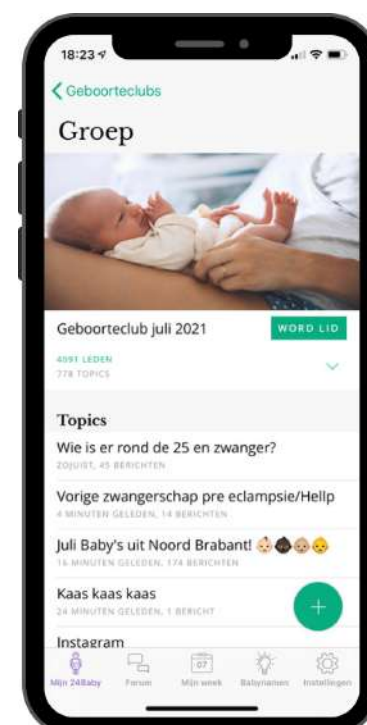 18:23
Geboorteclubs
Groep
Geboorteclub juli 2021
WORD LID
4091 LEDEN
778 TOPICS
Topics
Wie is er rond de 25 en zwanger?
ZOJUIST, 45 BERICHTEN
Vorige zwangerschap pre eclampsie/Hellp
4 MINUTEN GELEDEN, 14 BERICHTEN
Juli Baby's uit Noord Brabant! 👶🏻👶🏿👶🏼👶
16 MINUTEN GELEDEN, 174 BERICHTEN
Kaas kaas kaas
24 MINUTEN GELEDEN, 1 BERICHT
Instagram
07
Mijn 24Baby Forum Mijn week Babynamen Instellingen